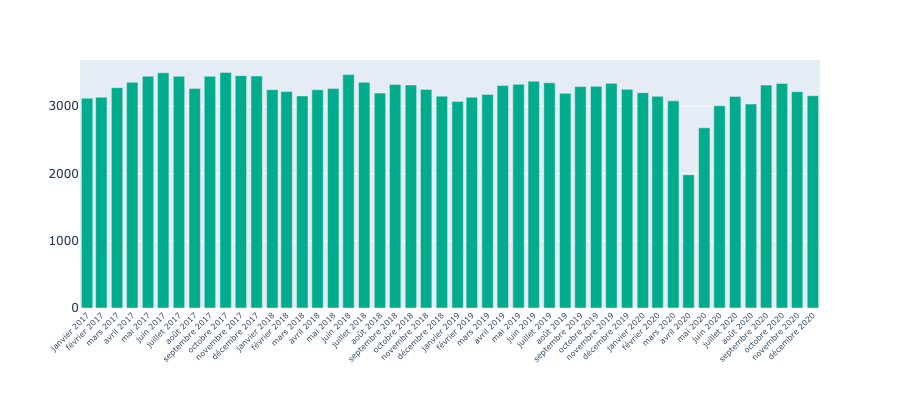 3000
2000
1000
0
janvier 2017
février 2017
mars 2017
avril 2017
mai 2017
juin 2017
juillet 2017
août 2017
septembre 2017
octobre 2017
novembre 2017
décembre 2017
janvier 2018
février 2018
mars 2018
avril 2018
mai 2018
juin 2018
juillet 2018
août 2018
septembre 2018
octobre 2018
novembre 2018
décembre 2018
janvier 2019
février 2019
mars 2019
avril 2019
mai 2019
juin 2019
juillet 2019
août 2019
septembre 2019
octobre 2019
novembre 2019
décembre 2019
janvier 2020
février 2020
mars 2020
avril 2020
mai 2020
juin 2020
juillet 2020
août 2020
septembre 2020
octobre 2020
novembre 2020
décembre 2020